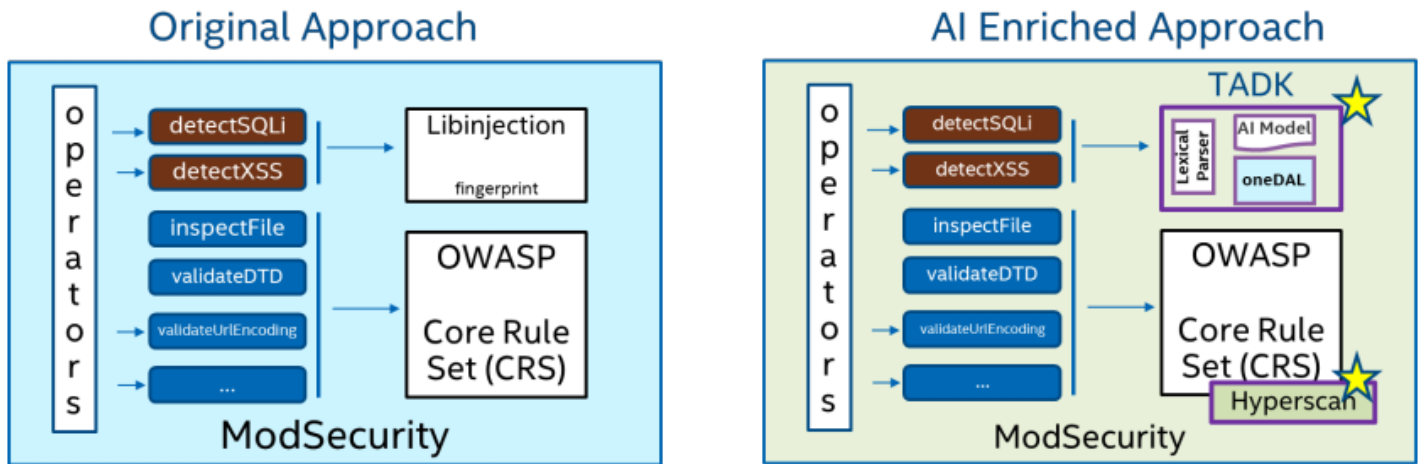 Original Approach
operators
detectSQLi
detectXSS
inspectFile
validateDTD
validateUrlEncoding
...
Libinjection
fingerprint
OWASP
Core Rule
Set (CRS)
ModSecurity
AI Enriched Approach
operators
detectSQLi
detectXSS
inspectFile
validateDTD
validateUrlEncoding
...
TADK
Lexical
Parser
AI Model
oneDAL
OWASP
Core Rule
Set (CRS)
Hyperscan
ModSecurity